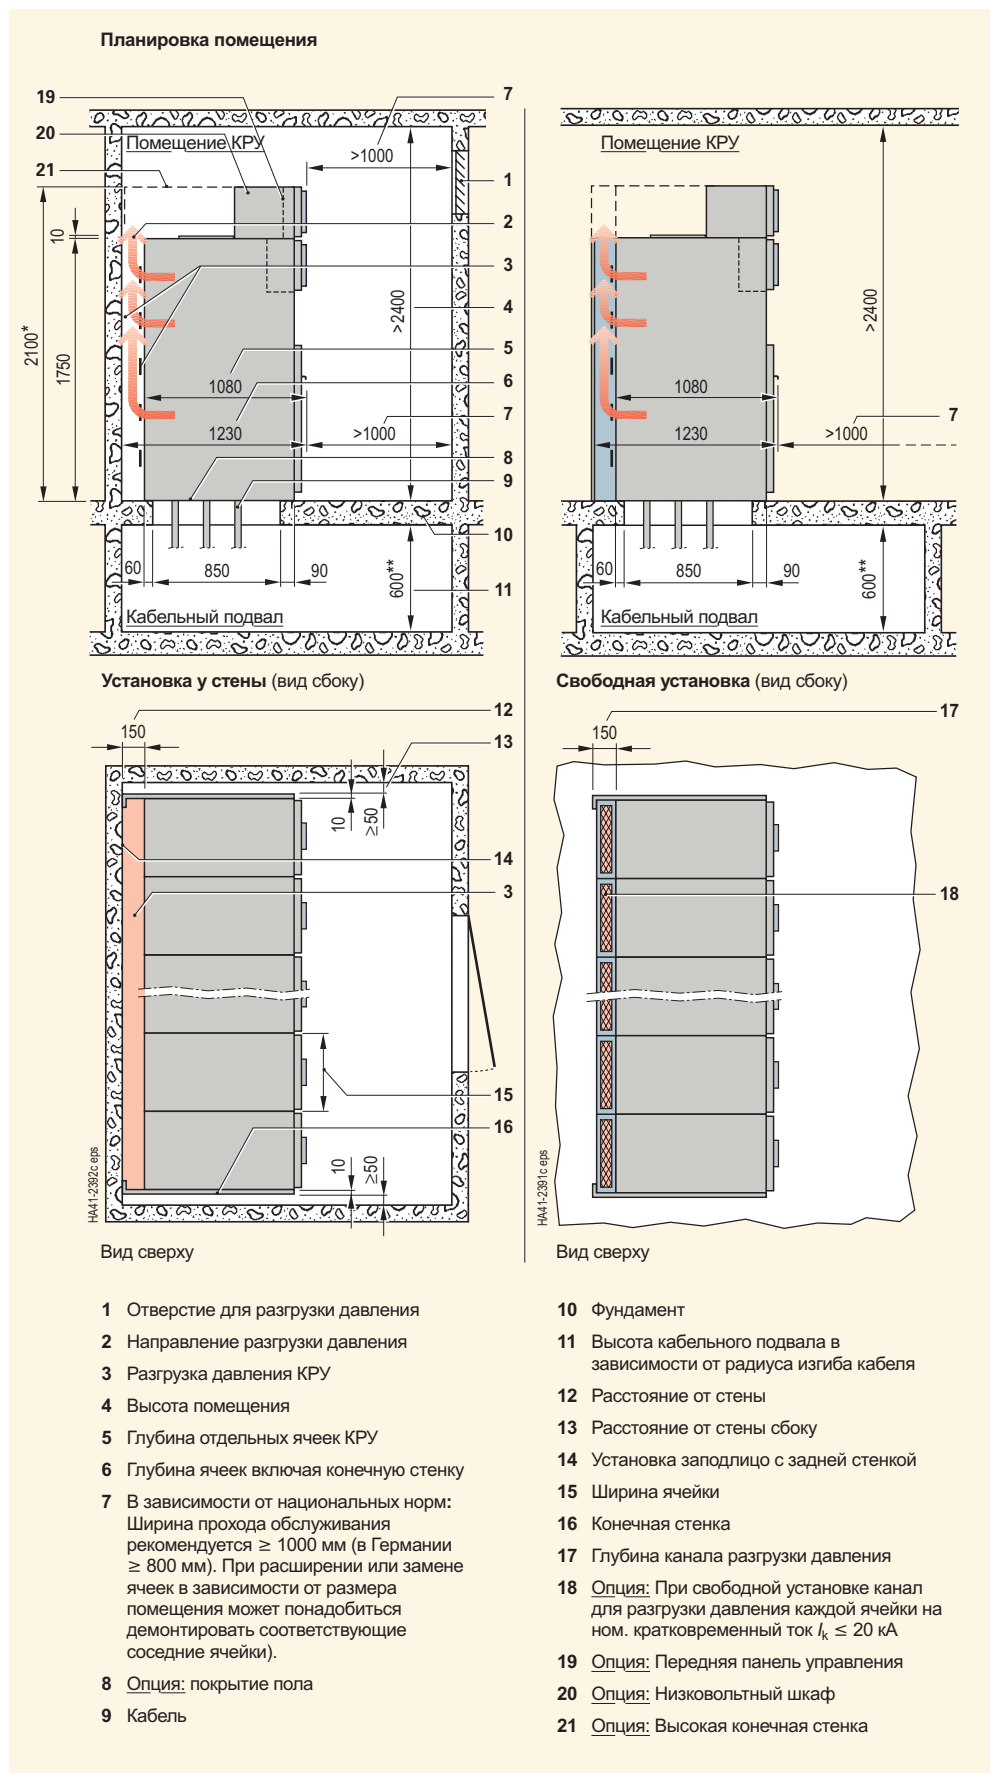 Планировка помещения
19
7
20
Помещение КРУ
Помещение КРУ
>1000
21
1
2
10
3
>2400
>2400
4
2100*
1750
5
1080
1080
6
7
7
1230
>1000
1230
>1000
8
9
10
60
850
90
600**
60
850
90
600**
11
Кабельный подвал
Кабельный подвал
Установка у стены (вид сбоку)
Свободная установка (вид сбоку)
12
17
150
150
13
10
≥50
14
3
18
15
16
10
≥50
HA41-2392c eps
HA41-2391c eps
Вид сверху
Вид сверху
1 Отверстие для разгрузки давления
2 Направление разгрузки давления
3 Разгрузка давления КРУ
4 Высота помещения
5 Глубина отдельных ячеек КРУ
6 Глубина ячеек включая конечную стенку
7 В зависимости от национальных норм:
Ширина прохода обслуживания
рекомендуется ≥ 1000 мм (в Германии
≥ 800 мм). При расширении или замене
ячеек в зависимости от размера
помещения может понадобиться
демонтировать соответствующие
соседние ячейки).
8 Опция: покрытие пола
9 Кабель
10 Фундамент
11 Высота кабельного подвала в
зависимости от радиуса изгиба кабеля
12 Расстояние от стены
13 Расстояние от стены сбоку
14 Установка заподлицо с задней стенкой
15 Ширина ячейки
16 Конечная стенка
17 Глубина канала разгрузки давления
18 Опция: При свободной установке канал
для разгрузки давления каждой ячейки на
ном. кратковременный ток Ik ≤ 20 кА
19 Опция: Передняя панель управления
20 Опция: Низковольтный шкаф
21 Опция: Высокая конечная стенка